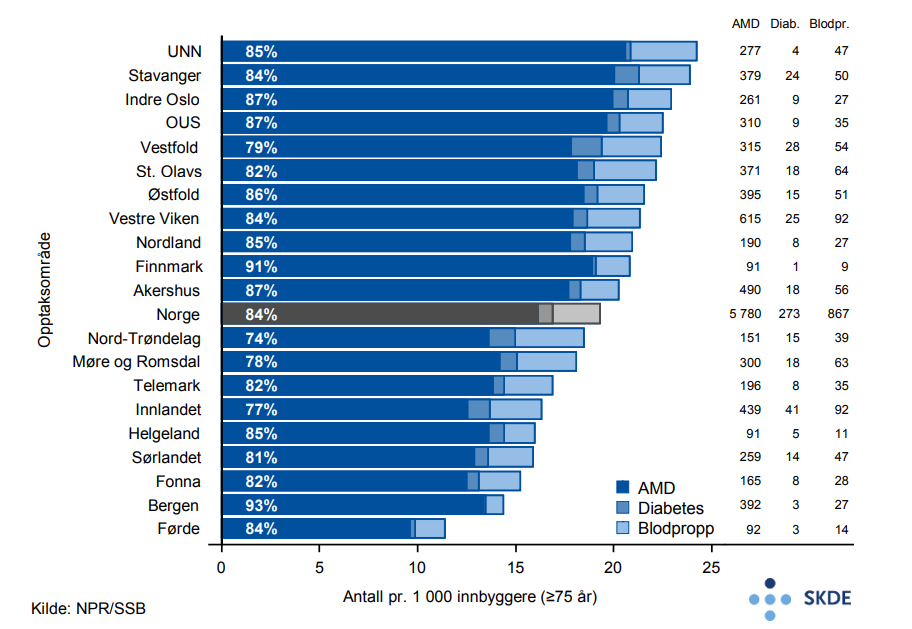 AMD Diab. Blodpr.
UNN 85% 277 4 47
Stavanger 84% 379 24 50
Indre Oslo 87% 261 9 27
OUS 87% 310 9 35
Vestfold 79% 315 28 54
St. Olavs 82% 371 18 64
Østfold 86% 395 15 51
Vestre Viken 84% 615 25 92
Nordland 85% 190 8 27
Finnmark 91% 91 1 9
Akershus 87% 490 18 56
Norge 84% 5 780 273 867
Nord-Trøndelag 74% 151 15 39
Møre og Romsdal 78% 300 18 63
Telemark 82% 196 8 35
Innlandet 77% 439 41 92
Helgeland 85% 91 5 11
Sørlandet 81% 259 14 47
Fonna 82% 165 8 28
Bergen 93% 392 3 27
Førde 84% 92 3 14
Opptaksområde
AMD
Diabetes
Blodpropp
0 5 10 15 20 25
Antall pr. 1 000 innbyggere (≥75 år)
Kilde: NPR/SSB
SKDE